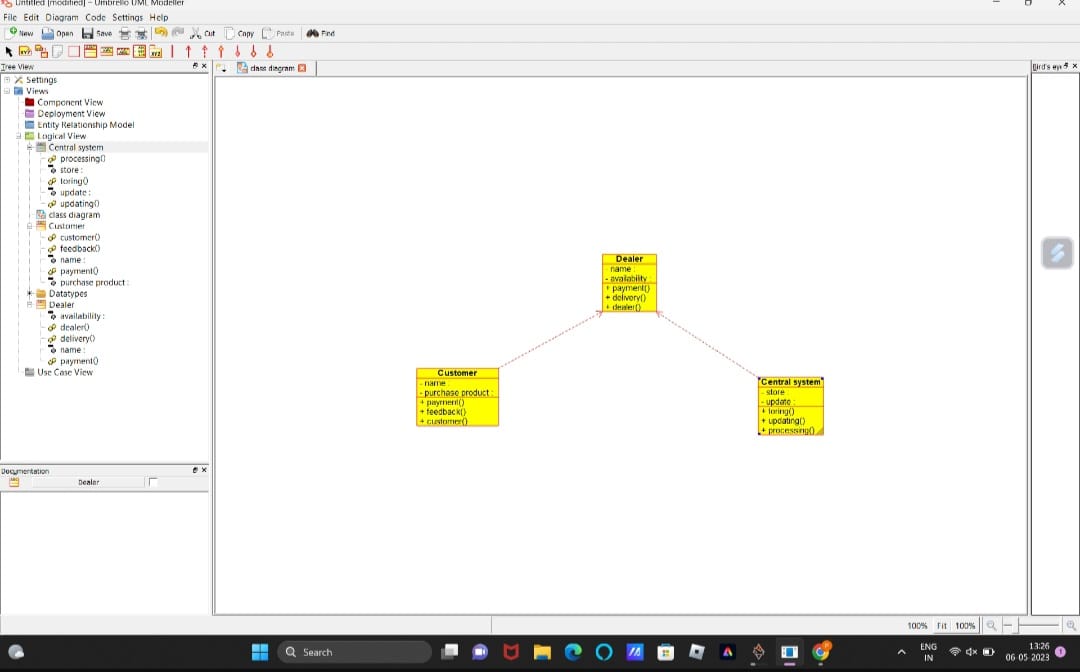 Untitled [modified] – Umbrello UML Modeller
File Edit Diagram Code Settings Help
New Open Save Cut Copy Paste Find
Tree View
class diagram
Bird's eye
Settings
Views
Component View
Deployment View
Entity Relationship Model
Logical View
Central system
processing()
store :
toring()
update :
updating()
class diagram
Customer
customer()
feedback()
name :
payment()
purchase product :
Datatypes
Dealer
availability :
dealer()
delivery()
name :
payment()
Use Case View
Dealer
name :
- availability :
+ payment()
+ delivery()
+ dealer()
Customer
- name :
- purchase product :
+ payment()
+ feedback()
+ customer()
Central system
- store :
- update :
+ toring()
+ updating()
+ processing()
Documentation
Dealer
100% Fit 100%
Search
ENG
IN
13:26
06-05-2023
1